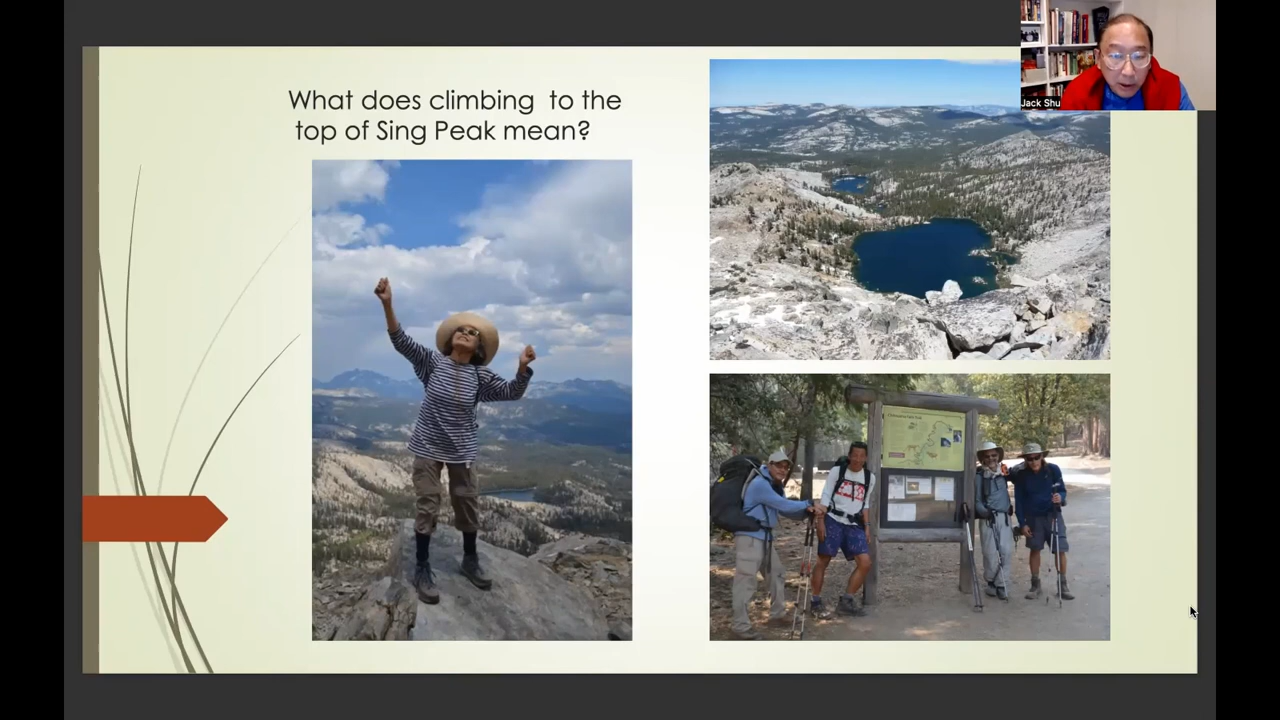 What does climbing  to the
top of Sing Peak mean?
Jack Shu